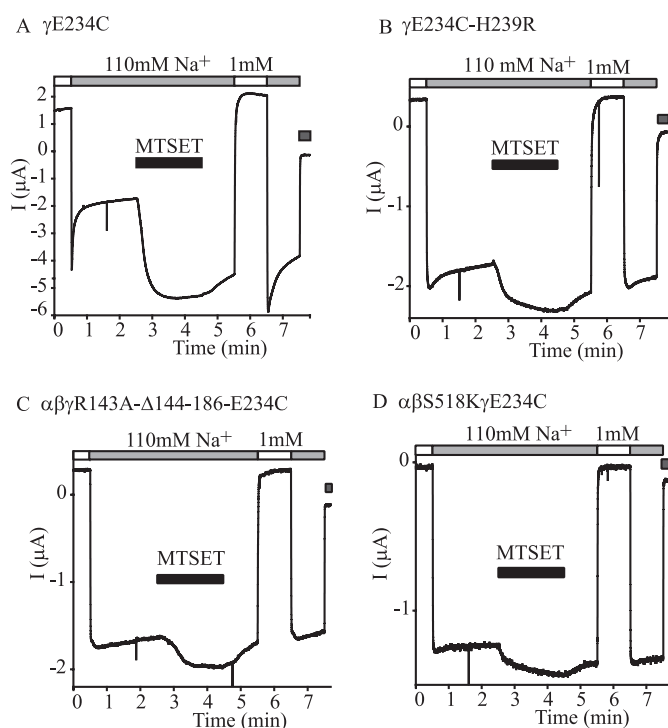 A γE234C
110mM Na+ 1mM
MTSET
I (μA)
2
1
0
-1
-2
-3
-4
-5
-6
0 1 2 3 4 5 6 7
Time (min)
B γE234C-H239R
110 mM Na+ 1mM
MTSET
I (μA)
0
-1
-2
0 1 2 3 4 5 6 7
Time (min)
C αβγR143A-Δ144-186-E234C
110mM Na+ 1mM
MTSET
I (μA)
0
-1
-2
0 1 2 3 4 5 6 7
Time (min)
D αβS518KγE234C
110mM Na+ 1mM
MTSET
I (μA)
0
-1
0 1 2 3 4 5 6 7
Time (min)